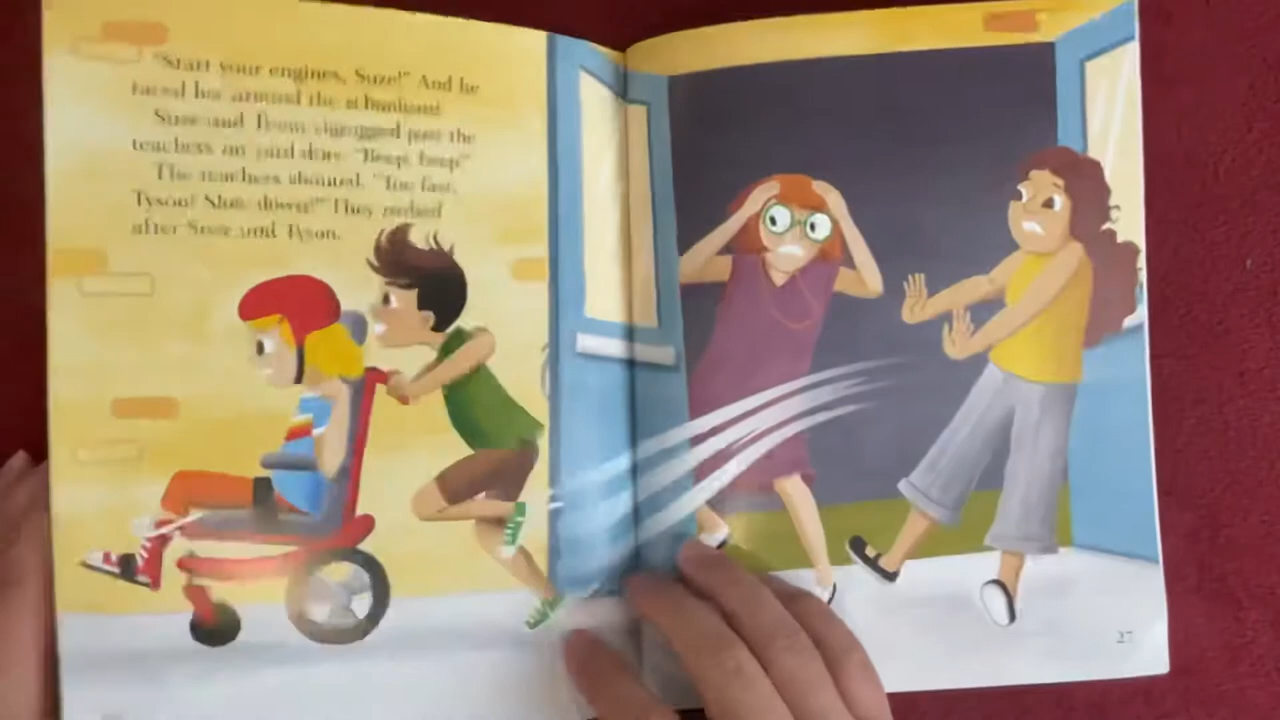 "Start your engines, Suze!" And he
raced her around the schoolyard.
Suze and Tyson zigzagged past the
teachers on yard duty. "Beep, beep!"
The teachers shouted, "Too fast,
Tyson! Slow down!" They rushed
after Suze and Tyson.
27